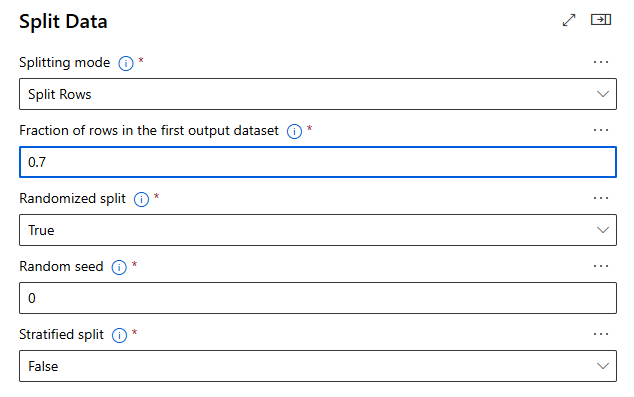 Split Data
Splitting mode *
Split Rows
Fraction of rows in the first output dataset *
0.7
Randomized split *
True
Random seed *
0
Stratified split *
False